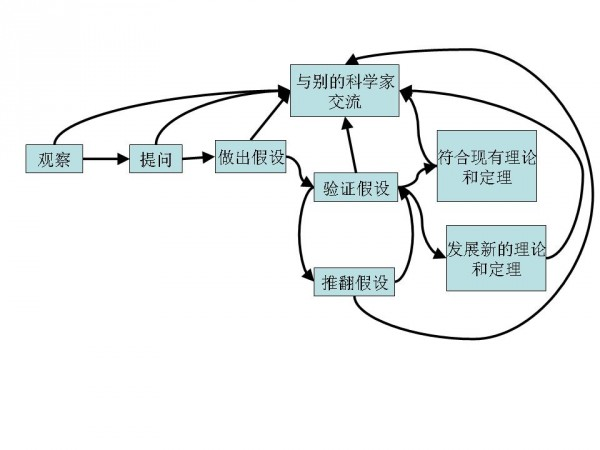 与别的科学家
交流
观察
提问
做出假设
验证假设
符合现有理论
和定理
发展新的理论
和定理
推翻假设